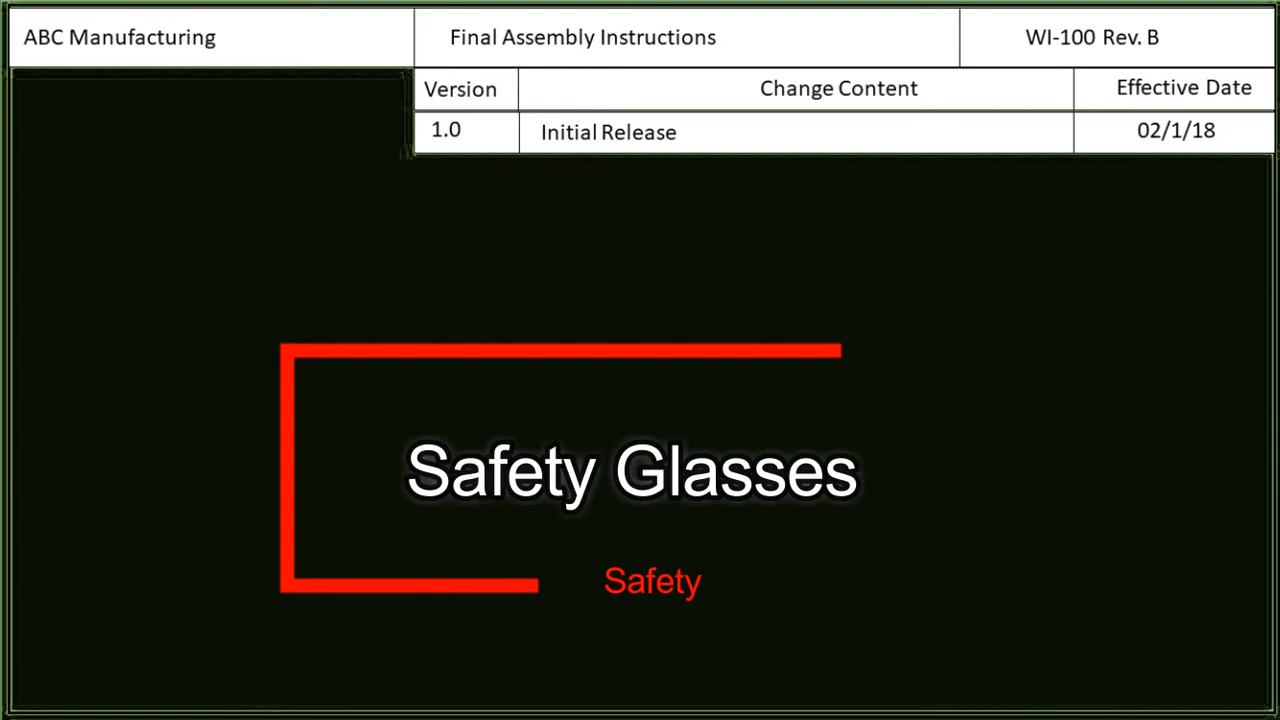 ABC Manufacturing Final Assembly Instructions WI-100 Rev. B
Version Change Content Effective Date
1.0 Initial Release 02/1/18
Safety Glasses
Safety